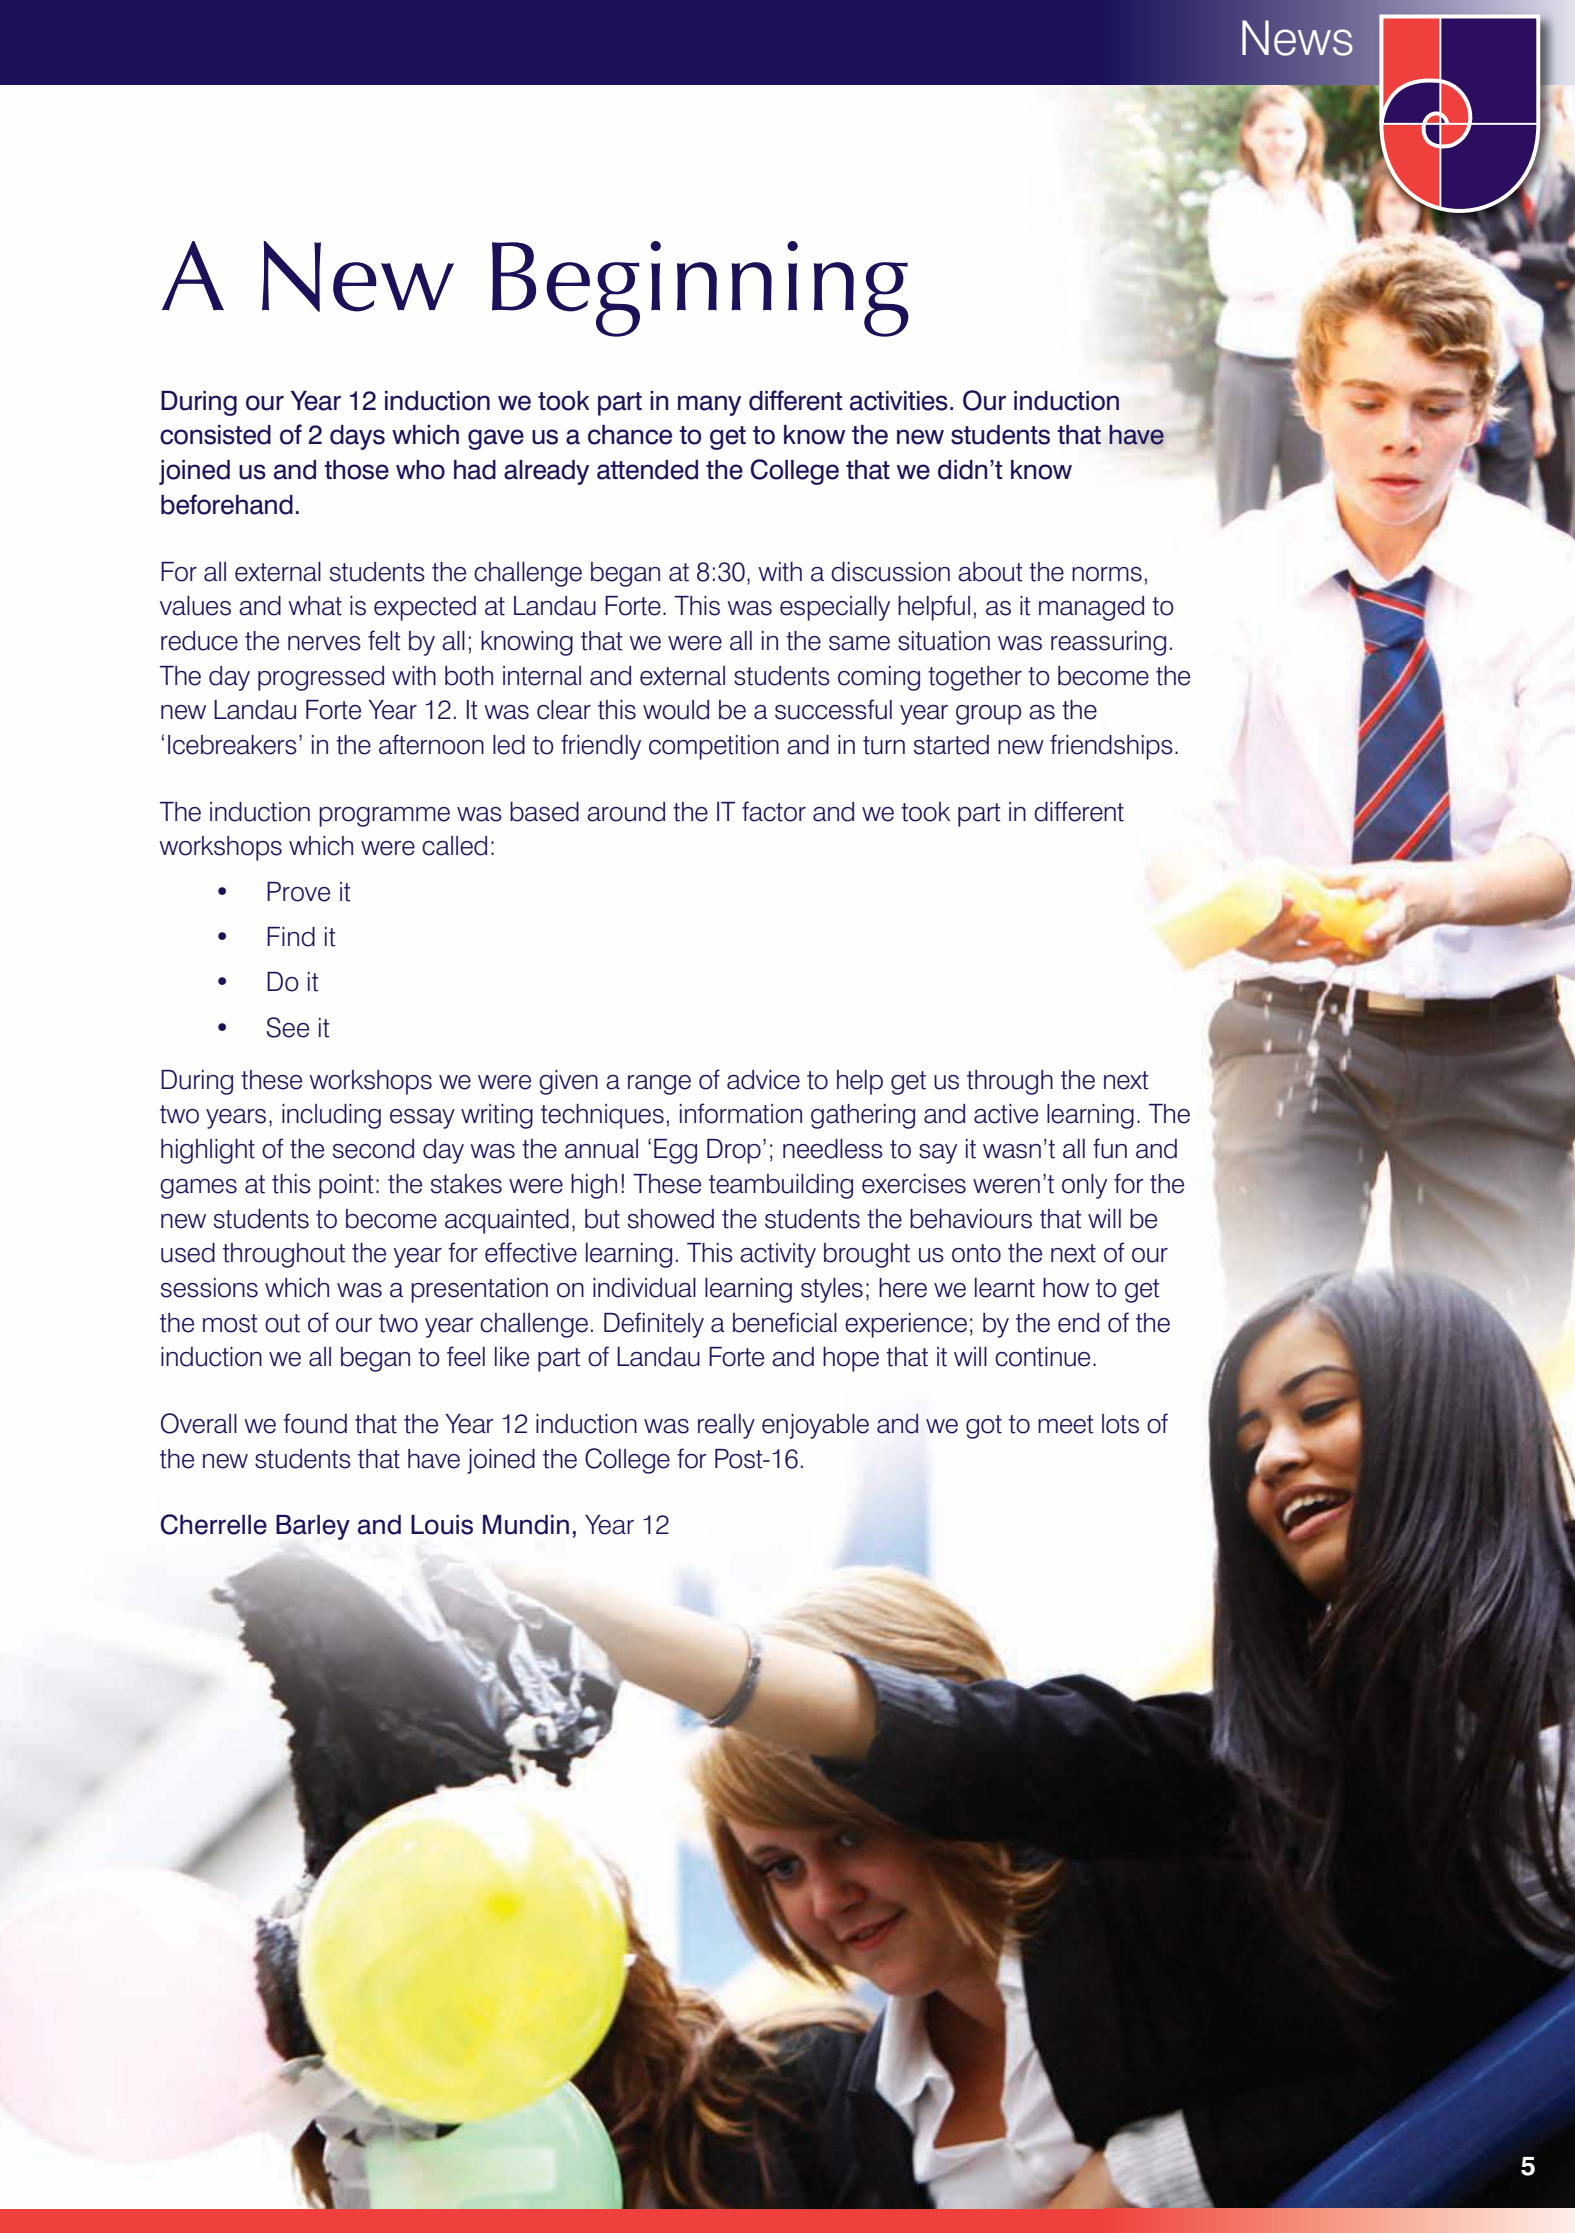 News
A New Beginning
During our Year 12 induction we took part in many different activities. Our induction
consisted of 2 days which gave us a chance to get to know the new students that have
joined us and those who had already attended the College that we didn’t know
beforehand.
For all external students the challenge began at 8:30, with a discussion about the norms,
values and what is expected at Landau Forte. This was especially helpful, as it managed to
reduce the nerves felt by all; knowing that we were all in the same situation was reassuring.
The day progressed with both internal and external students coming together to become the
new Landau Forte Year 12. It was clear this would be a successful year group as the
‘Icebreakers’ in the afternoon led to friendly competition and in turn started new friendships.
The induction programme was based around the IT factor and we took part in different
workshops which were called:
• Prove it
• Find it
• Do it
• See it
During these workshops we were given a range of advice to help get us through the next
two years, including essay writing techniques, information gathering and active learning. The
highlight of the second day was the annual ‘Egg Drop’; needless to say it wasn’t all fun and
games at this point: the stakes were high! These teambuilding exercises weren’t only for the
new students to become acquainted, but showed the students the behaviours that will be
used throughout the year for effective learning. This activity brought us onto the next of our
sessions which was a presentation on individual learning styles; here we learnt how to get
the most out of our two year challenge. Definitely a beneficial experience; by the end of the
induction we all began to feel like part of Landau Forte and hope that it will continue.
Overall we found that the Year 12 induction was really enjoyable and we got to meet lots of
the new students that have joined the College for Post-16.
Cherrelle Barley and Louis Mundin, Year 12
5